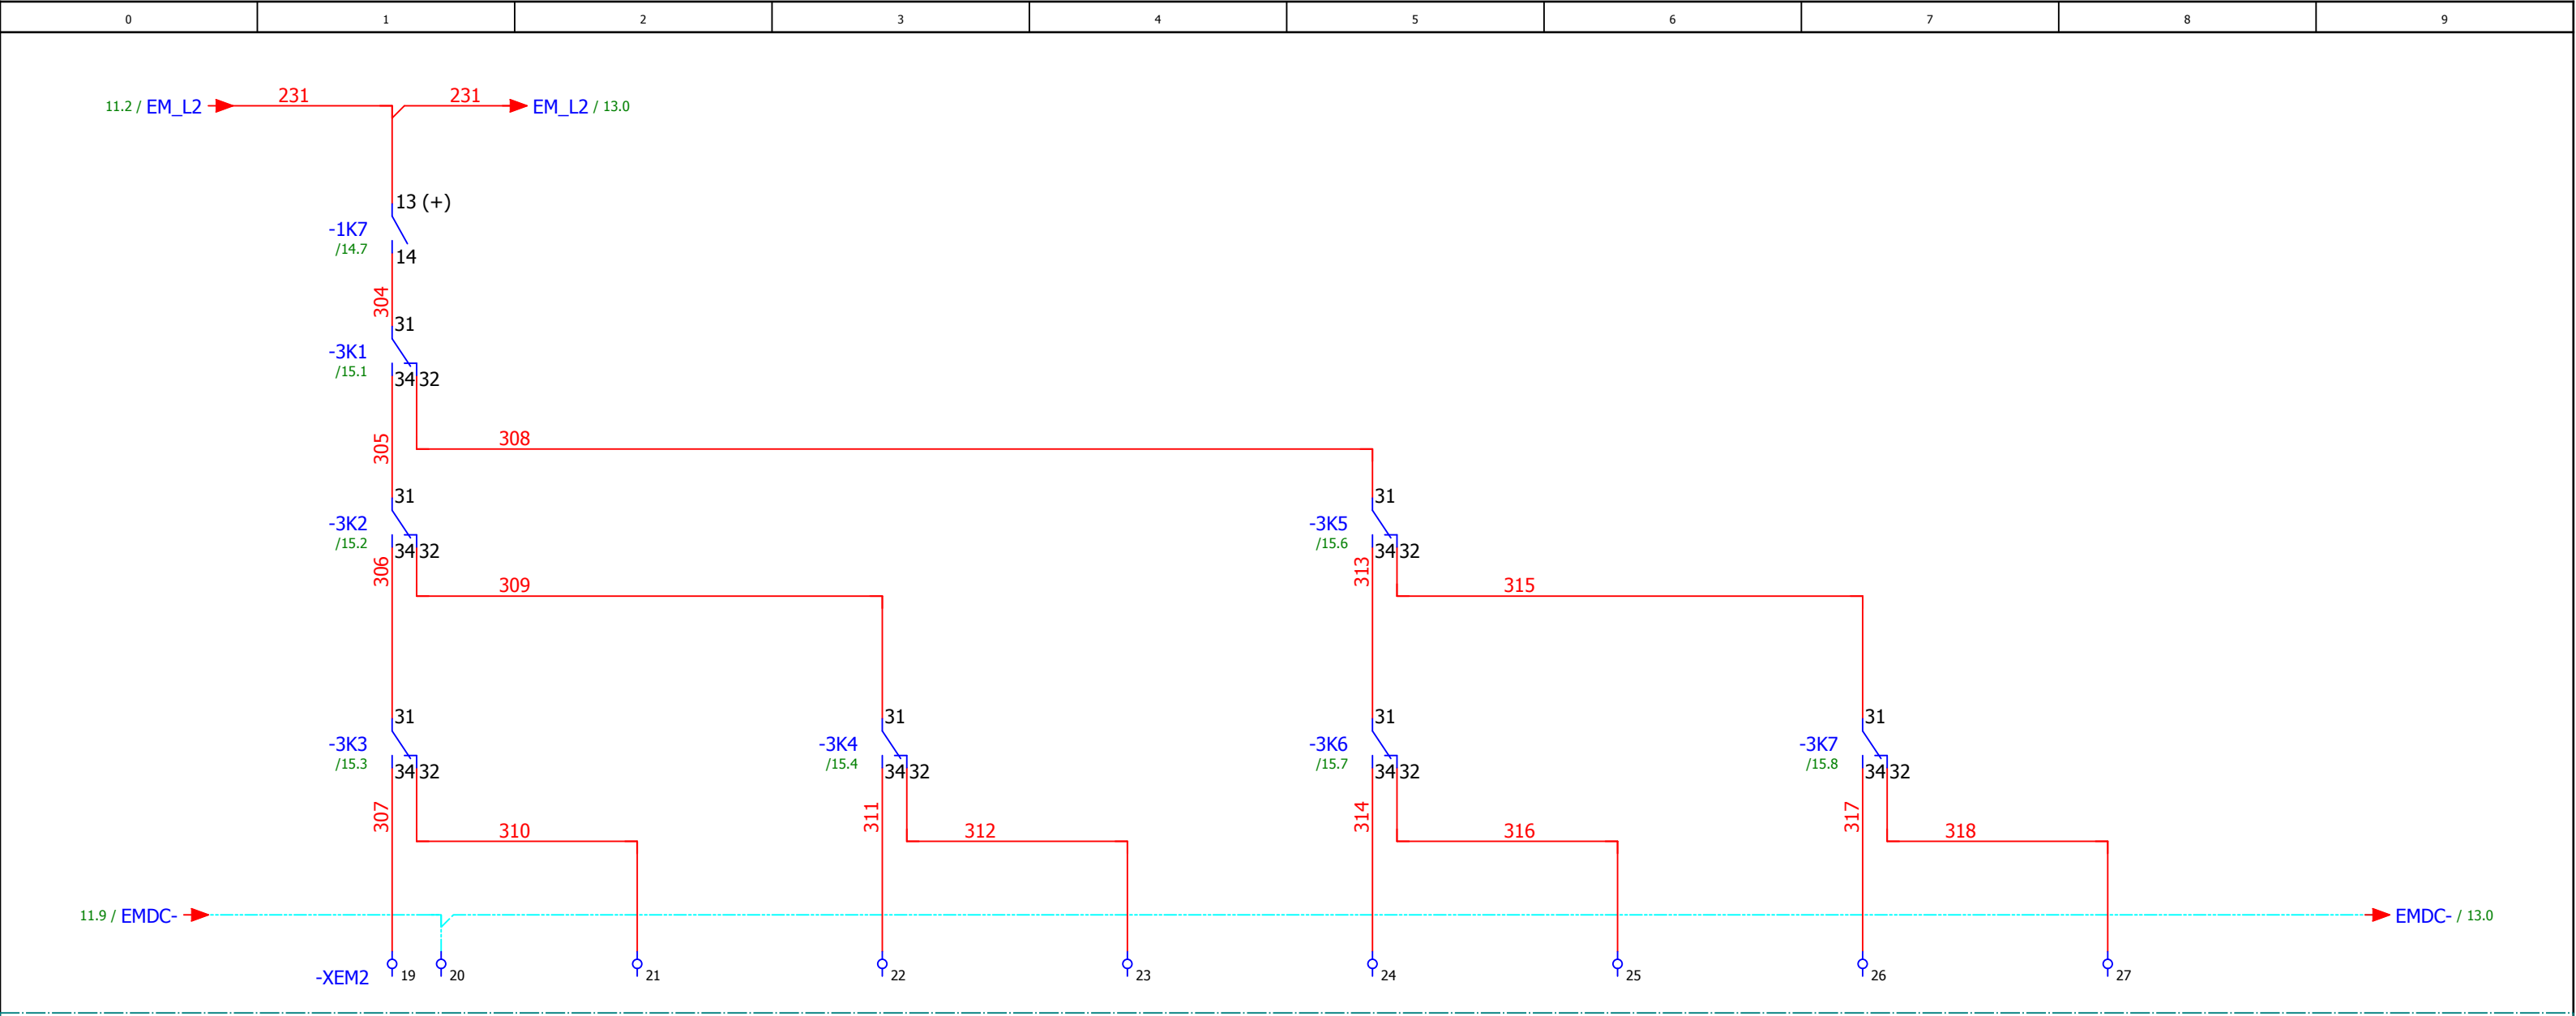 0 1 2 3 4 5 6 7 8 9
11.2 / EM_L2 231 231 EM_L2 / 13.0
13 (+)
-1K7
/14.7
14
304
31
-3K1
/15.1
34 32
305
308
31 31
-3K2 -3K5
/15.2 /15.6
34 32 34 32
306 313
309 315
31 31 31 31
-3K3 -3K4 -3K6 -3K7
/15.3 /15.4 /15.7 /15.8
34 32 34 32 34 32 34 32
307 311 314 317
310 312 316 318
11.9 / EMDC- EMDC- / 13.0
-XEM2 19 20 21 22 23 24 25 26 27